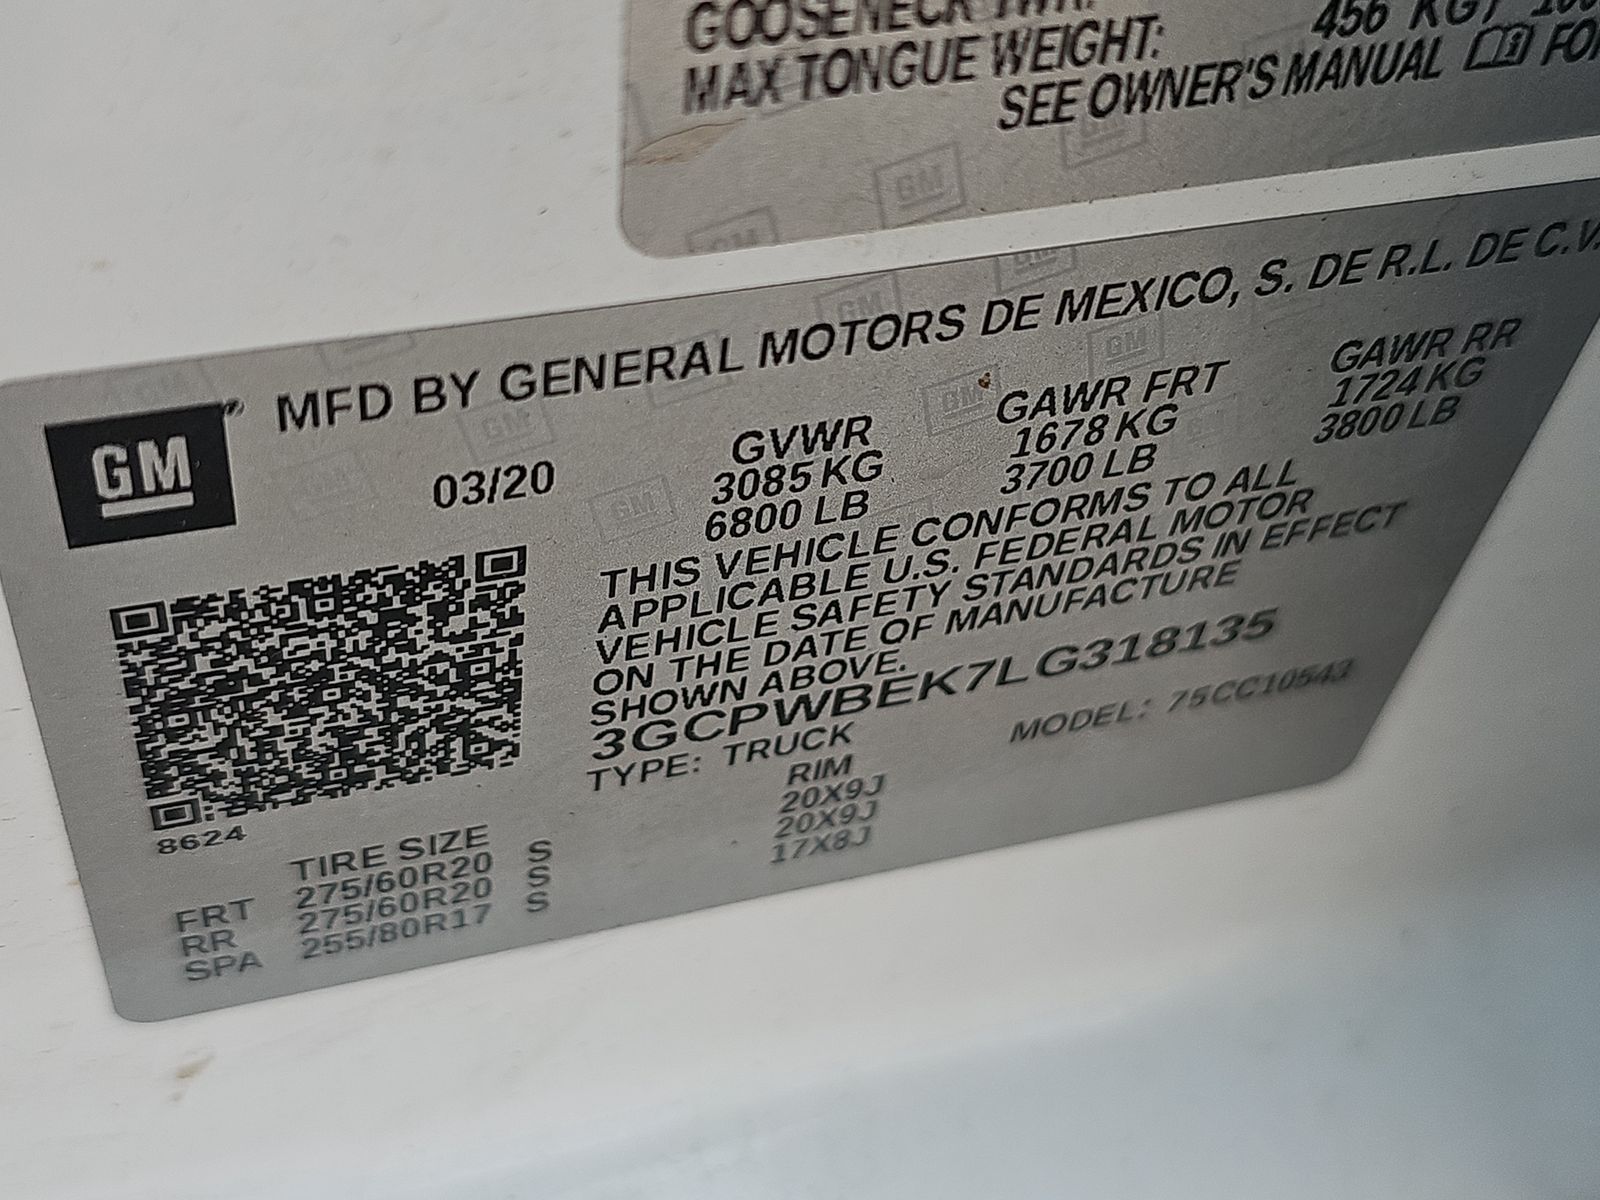 GOOSENECK TWR:
MAX TONGUE WEIGHT: 456 KG/
SEE OWNER'S MANUAL
MFD BY GENERAL MOTORS DE MEXICO, S. DE R.L. DE C.V.
GM
03/20
GVWR
3085 KG
6800 LB
GAWR FRT
1678 KG
3700 LB
GAWR RR
1724 KG
3800 LB
THIS VEHICLE CONFORMS TO ALL
APPLICABLE U.S. FEDERAL MOTOR
VEHICLE SAFETY STANDARDS IN EFFECT
ON THE DATE OF MANUFACTURE
SHOWN ABOVE.
3GCPWBEK7LG318135
TYPE: TRUCK MODEL: 75CC10543
8624
TIRE SIZE RIM
FRT 275/60R20 S 20X9J
RR 275/60R20 S 20X9J
SPA 255/80R17 S 17X8J